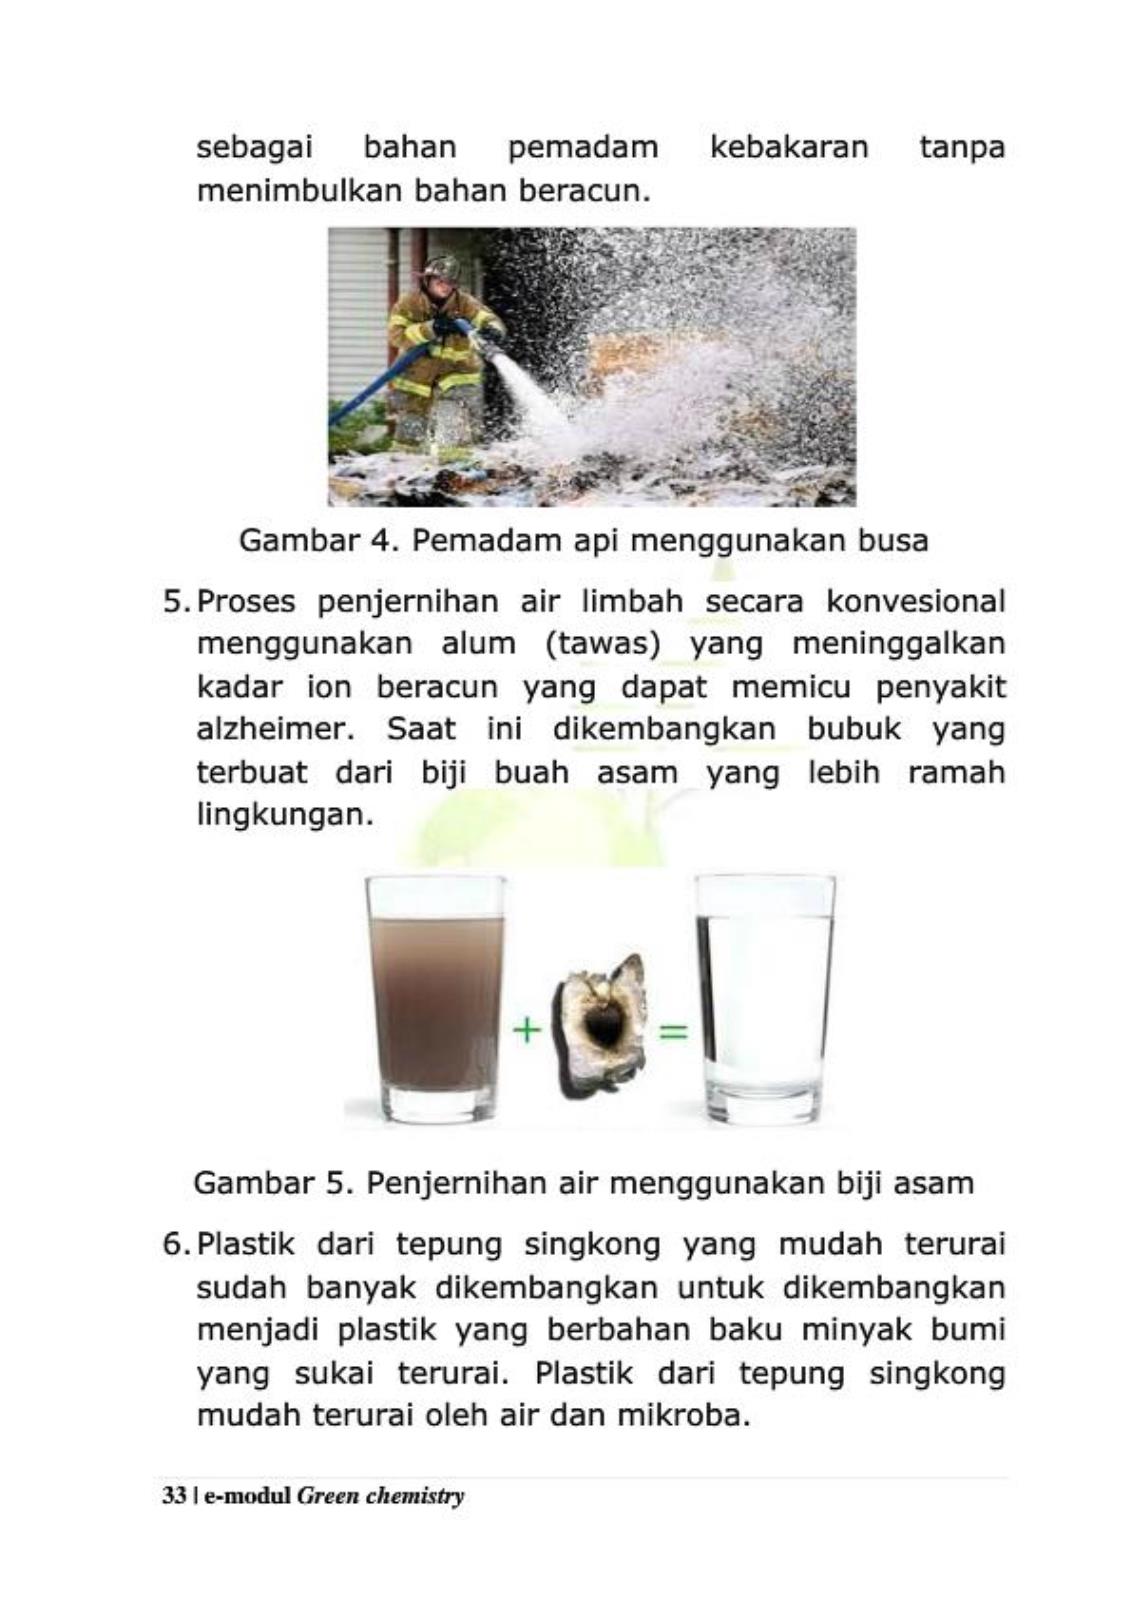 sebagai bahan pemadam kebakaran tanpa
menimbulkan bahan beracun.
Gambar 4. Pemadam api menggunakan busa
5. Proses penjernihan air limbah secara konvesional
menggunakan alum (tawas) yang meninggalkan
kadar ion beracun yang dapat memicu penyakit
alzheimer. Saat ini dikembangkan bubuk yang
terbuat dari biji buah asam yang lebih ramah
lingkungan.
+ =
Gambar 5. Penjernihan air menggunakan biji asam
6. Plastik dari tepung singkong yang mudah terurai
sudah banyak dikembangkan untuk dikembangkan
menjadi plastik yang berbahan baku minyak bumi
yang sukai terurai. Plastik dari tepung singkong
mudah terurai oleh air dan mikroba.
33 | e-modul Green chemistry